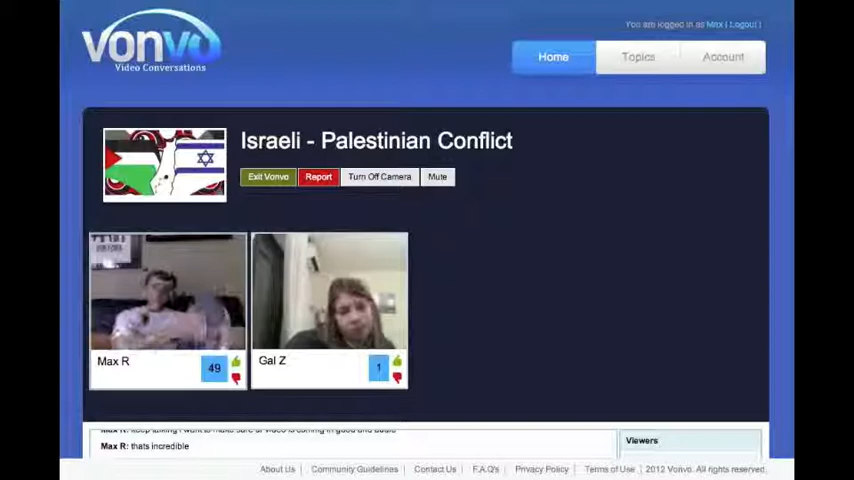 You are logged in as Max ( Logout )
vonvo
Video Conversations
Home
Topics
Account
Israeli - Palestinian Conflict
Exit Vonvo
Report
Turn Off Camera
Mute
Max R
49
Gal Z
1
Max R: thats incredible
Viewers
About Us | Community Guidelines | Contact Us | F.A.Q's | Privacy Policy | Terms of Use | 2012 Vonvo. All rights reserved.